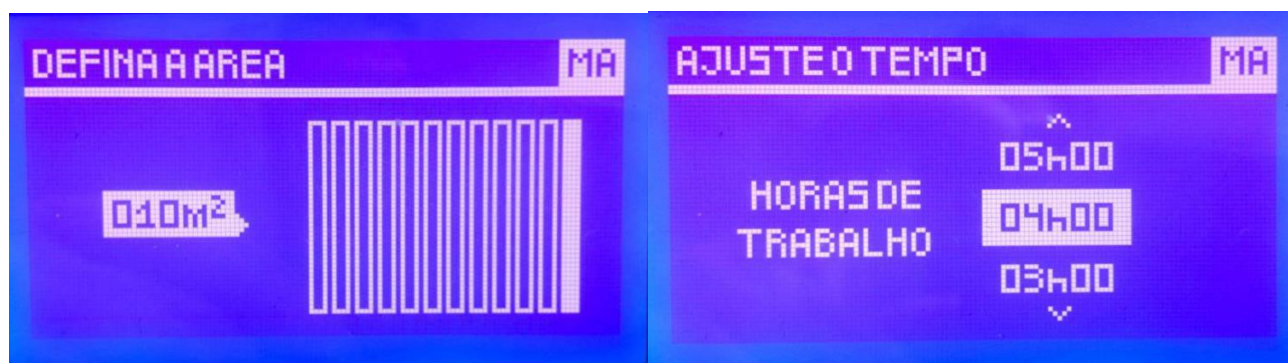 DEFINA A AREA
MA
010m²
AJUSTE O TEMPO
MA
HORAS DE
TRABALHO
05h00
04h00
03h00